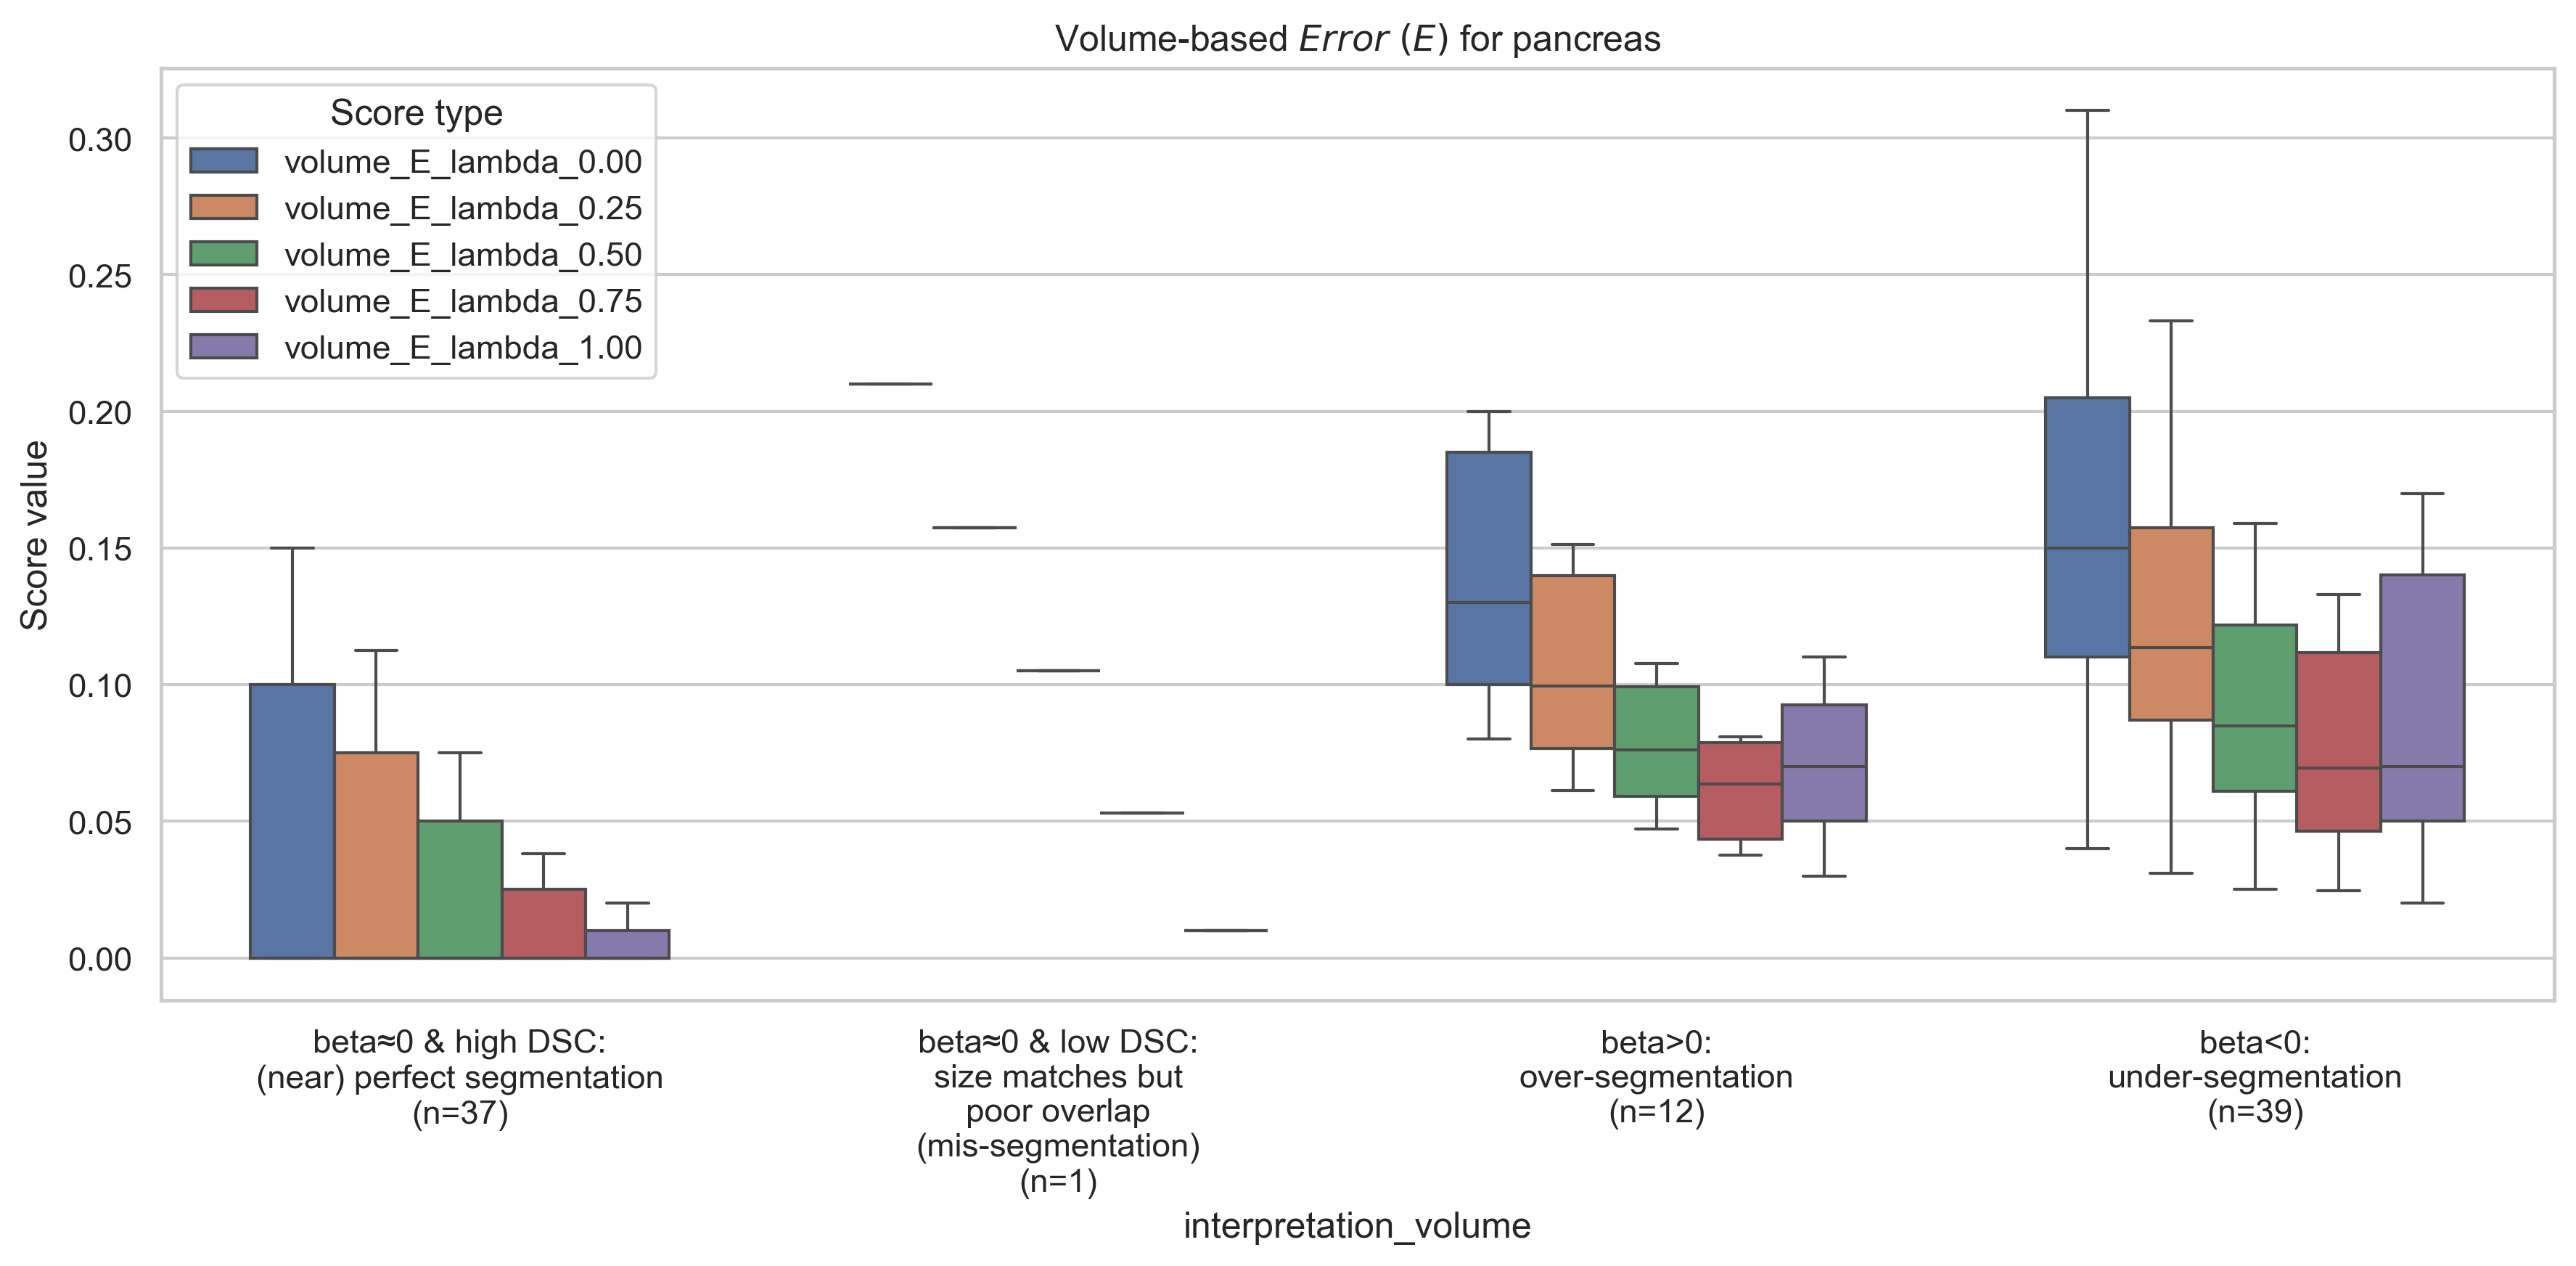 Volume-based Error (E) for pancreas
Score type
volume_E_lambda_0.00
volume_E_lambda_0.25
volume_E_lambda_0.50
volume_E_lambda_0.75
volume_E_lambda_1.00
Score value
0.30
0.25
0.20
0.15
0.10
0.05
0.00
beta≈0 & high DSC:
(near) perfect segmentation
(n=37)
beta≈0 & low DSC:
size matches but
poor overlap
(mis-segmentation)
(n=1)
beta>0:
over-segmentation
(n=12)
beta<0:
under-segmentation
(n=39)
interpretation_volume